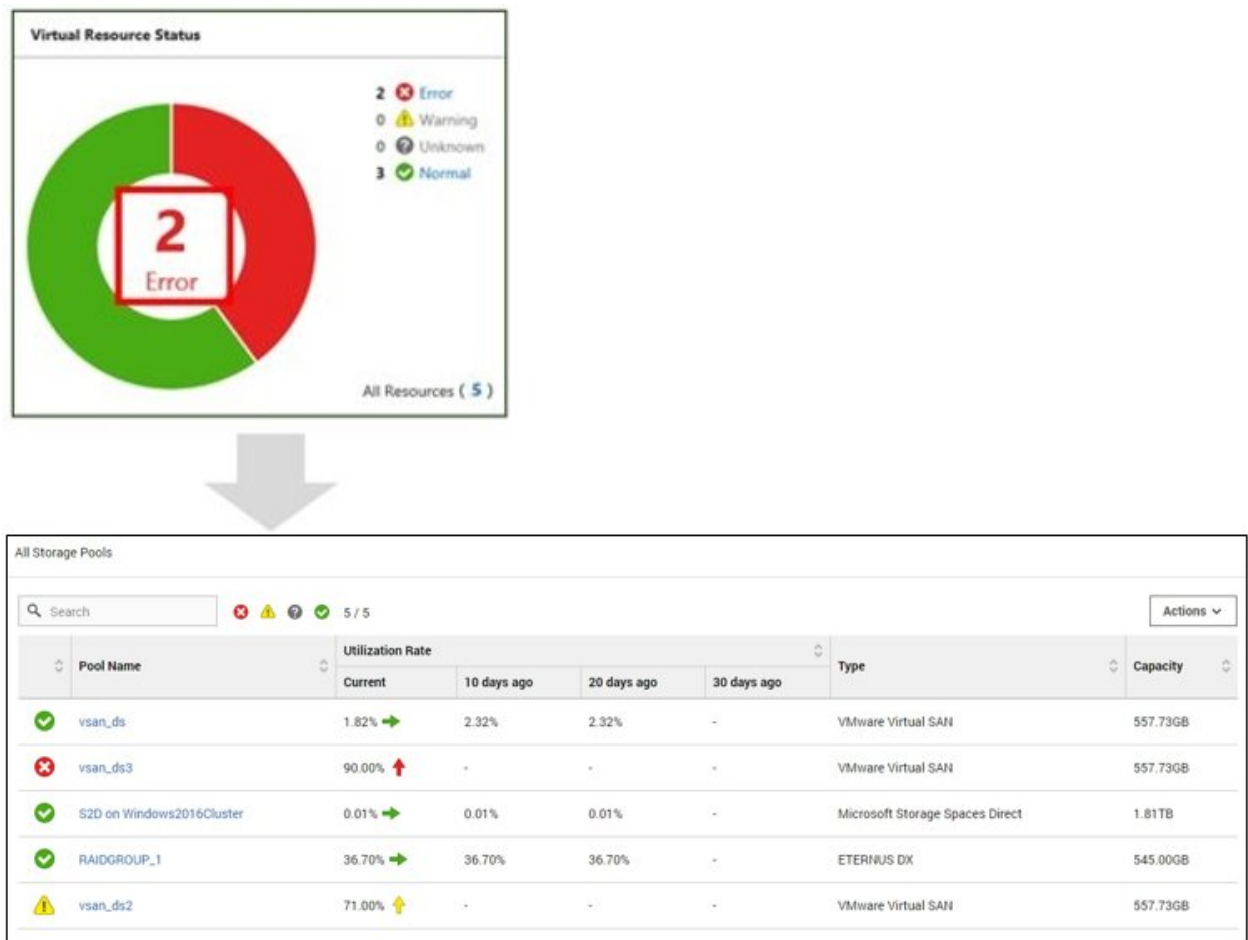 Virtual Resource Status
2 Error
0 Warning
0 Unknown
3 Normal
2
Error
All Resources ( 5 )
All Storage Pools
Search 5 / 5 Actions
Pool Name Utilization Rate Type Capacity
Current 10 days ago 20 days ago 30 days ago
vsan_ds 1.82% 2.32% 2.32% - VMware Virtual SAN 557.73GB
vsan_ds3 90.00% - - - VMware Virtual SAN 557.73GB
S2D on Windows2016Cluster 0.01% 0.01% 0.01% - Microsoft Storage Spaces Direct 1.81TB
RAIDGROUP_1 36.70% 36.70% 36.70% - ETERNUS DX 545.00GB
vsan_ds2 71.00% - - - VMware Virtual SAN 557.73GB